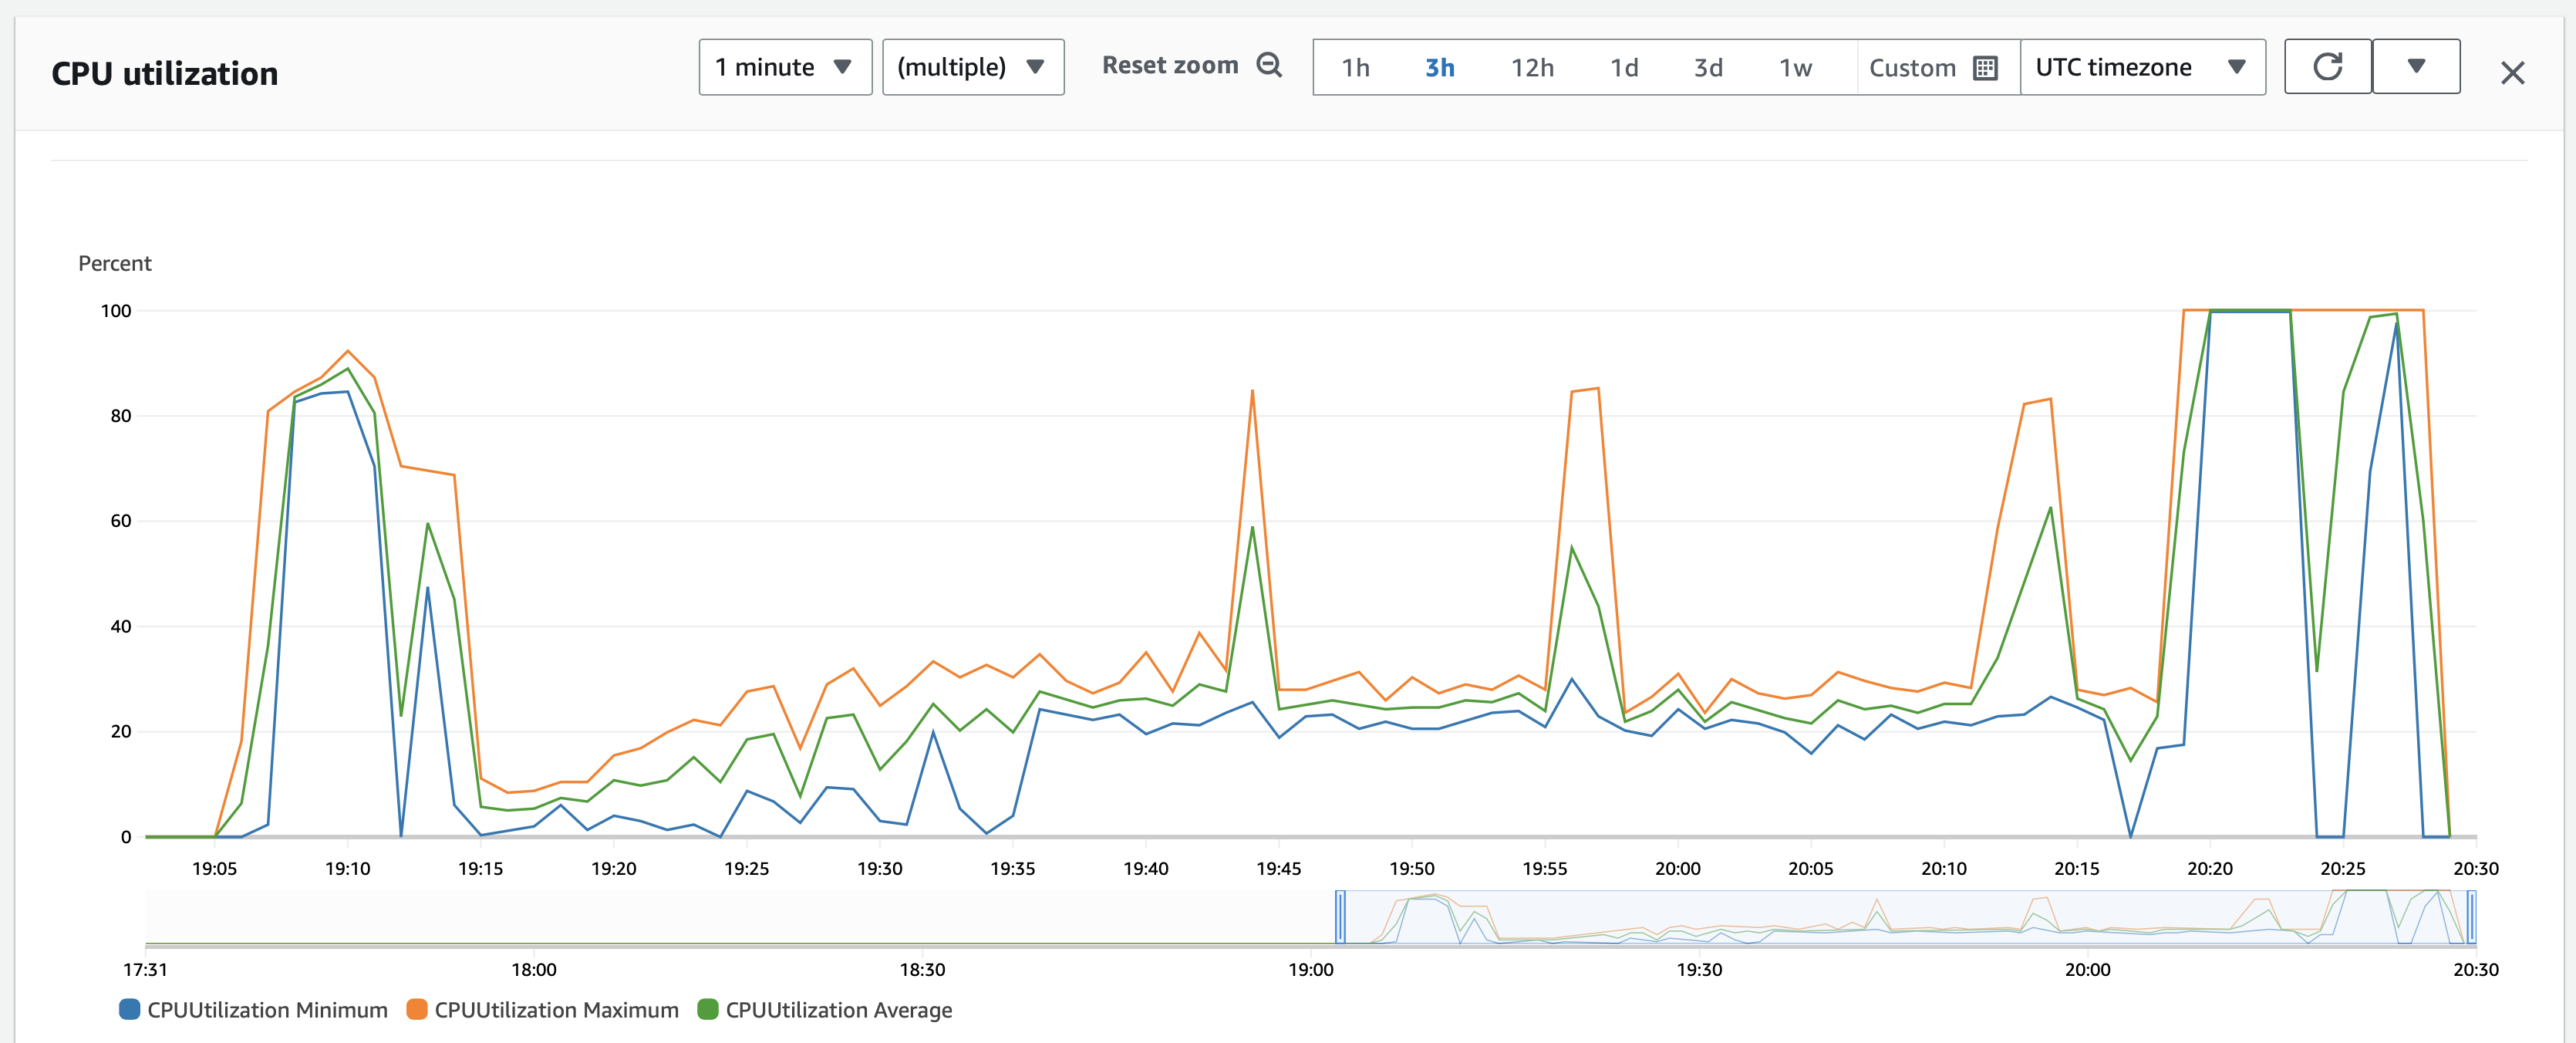 CPU utilization 1 minute (multiple) Reset zoom 1h 3h 12h 1d 3d 1w Custom UTC timezone
Percent
100
80
60
40
20
0
19:05 19:10 19:15 19:20 19:25 19:30 19:35 19:40 19:45 19:50 19:55 20:00 20:05 20:10 20:15 20:20 20:25 20:30
17:31 18:00 18:30 19:00 19:30 20:00 20:30
CPUUtilization Minimum CPUUtilization Maximum CPUUtilization Average